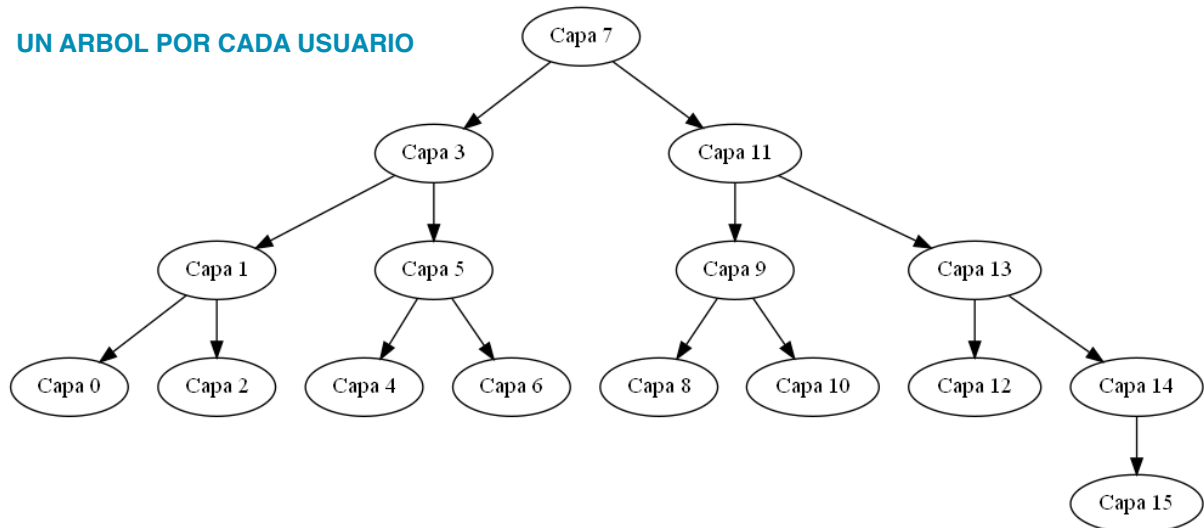 UN ARBOL POR CADA USUARIO
Capa 7
Capa 3
Capa 11
Capa 1
Capa 5
Capa 9
Capa 13
Capa 0
Capa 2
Capa 4
Capa 6
Capa 8
Capa 10
Capa 12
Capa 14
Capa 15